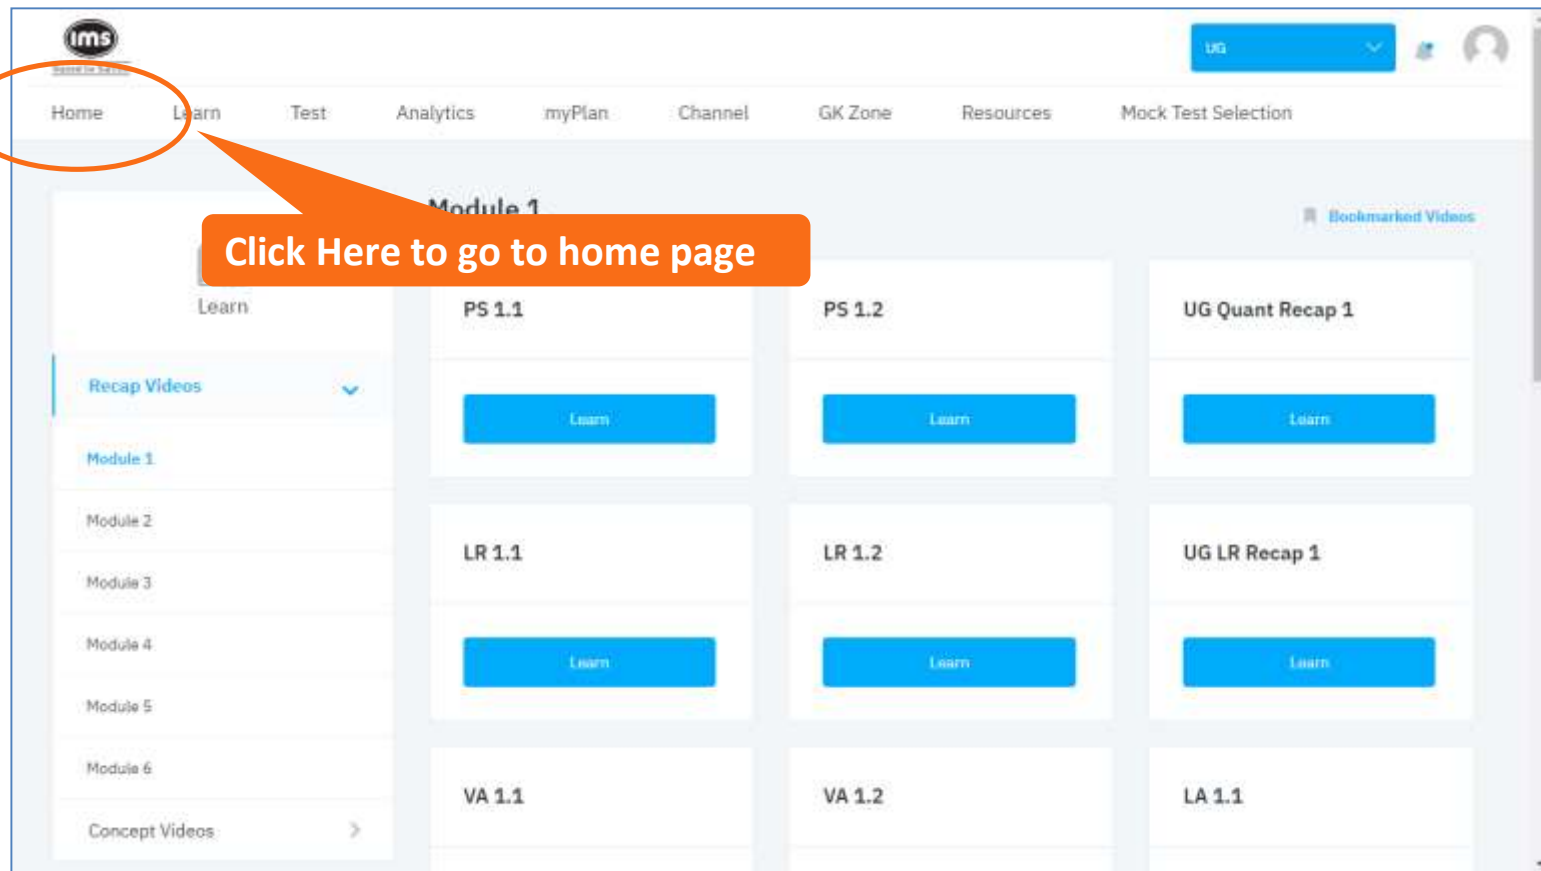 ims
UG
Home Learn Test Analytics myPlan Channel GK Zone Resources Mock Test Selection
Module 1
Bookmarked Videos
Click Here to go to home page
Learn
PS 1.1 PS 1.2 UG Quant Recap 1
Recap Videos
Learn Learn Learn
Module 1
Module 2
LR 1.1 LR 1.2 UG LR Recap 1
Module 3
Module 4
Learn Learn Learn
Module 5
Module 6
VA 1.1 VA 1.2 LA 1.1
Concept Videos